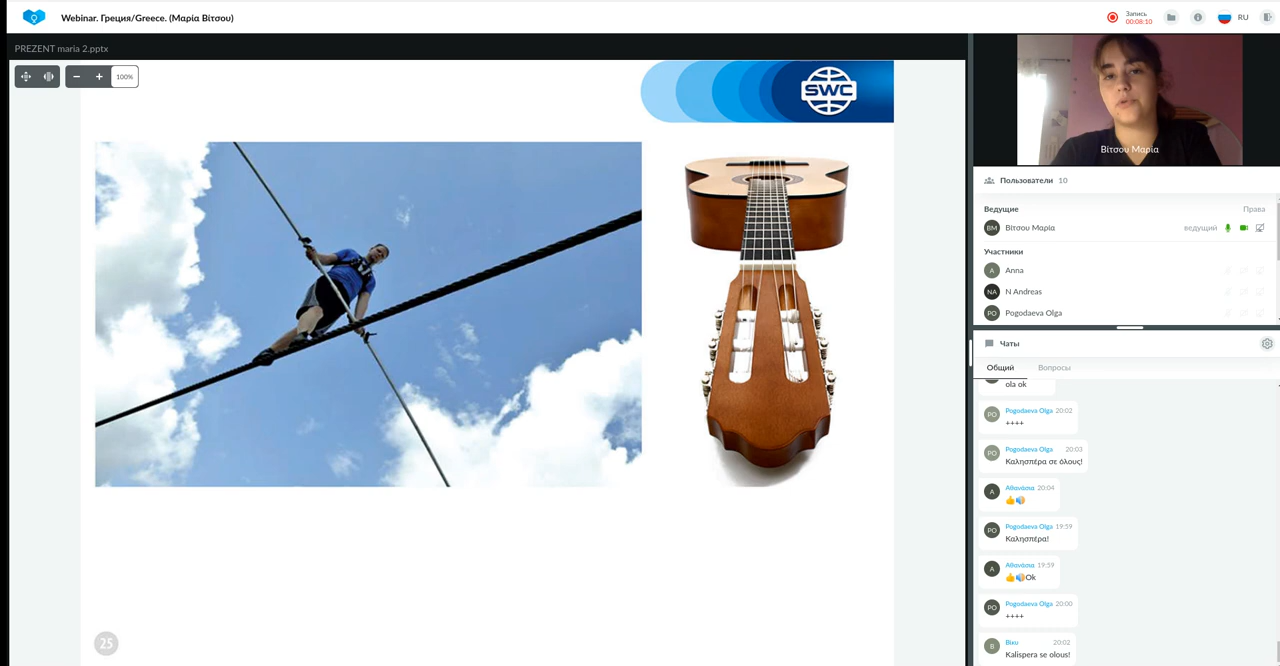 Webinar. Греция/Greece. (Μαρία Βίτσου)
Запись
00:08:10
RU
PREZENT maria 2.pptx
100%
SWC
25
Βίτσου Μαρία
Пользователи 10
Ведущие
Права
ВМ
Βίτσου Μαρία
ведущий
Участники
A
Anna
NA
N Andreas
PO
Pogodaeva Olga
Чаты
Общий
Вопросы
ola ok
PO
Pogodaeva Olga 20:02
++++
PO
Pogodaeva Olga 20:03
Καλησπέρα σε όλους!
A
Αθανάσια 20:04
👍
PO
Pogodaeva Olga 19:59
Καλησπέρα!
A
Αθανάσια 19:59
👍Ok
PO
Pogodaeva Olga 20:00
++++
B
Βίκυ 20:02
Kalispera se olous!